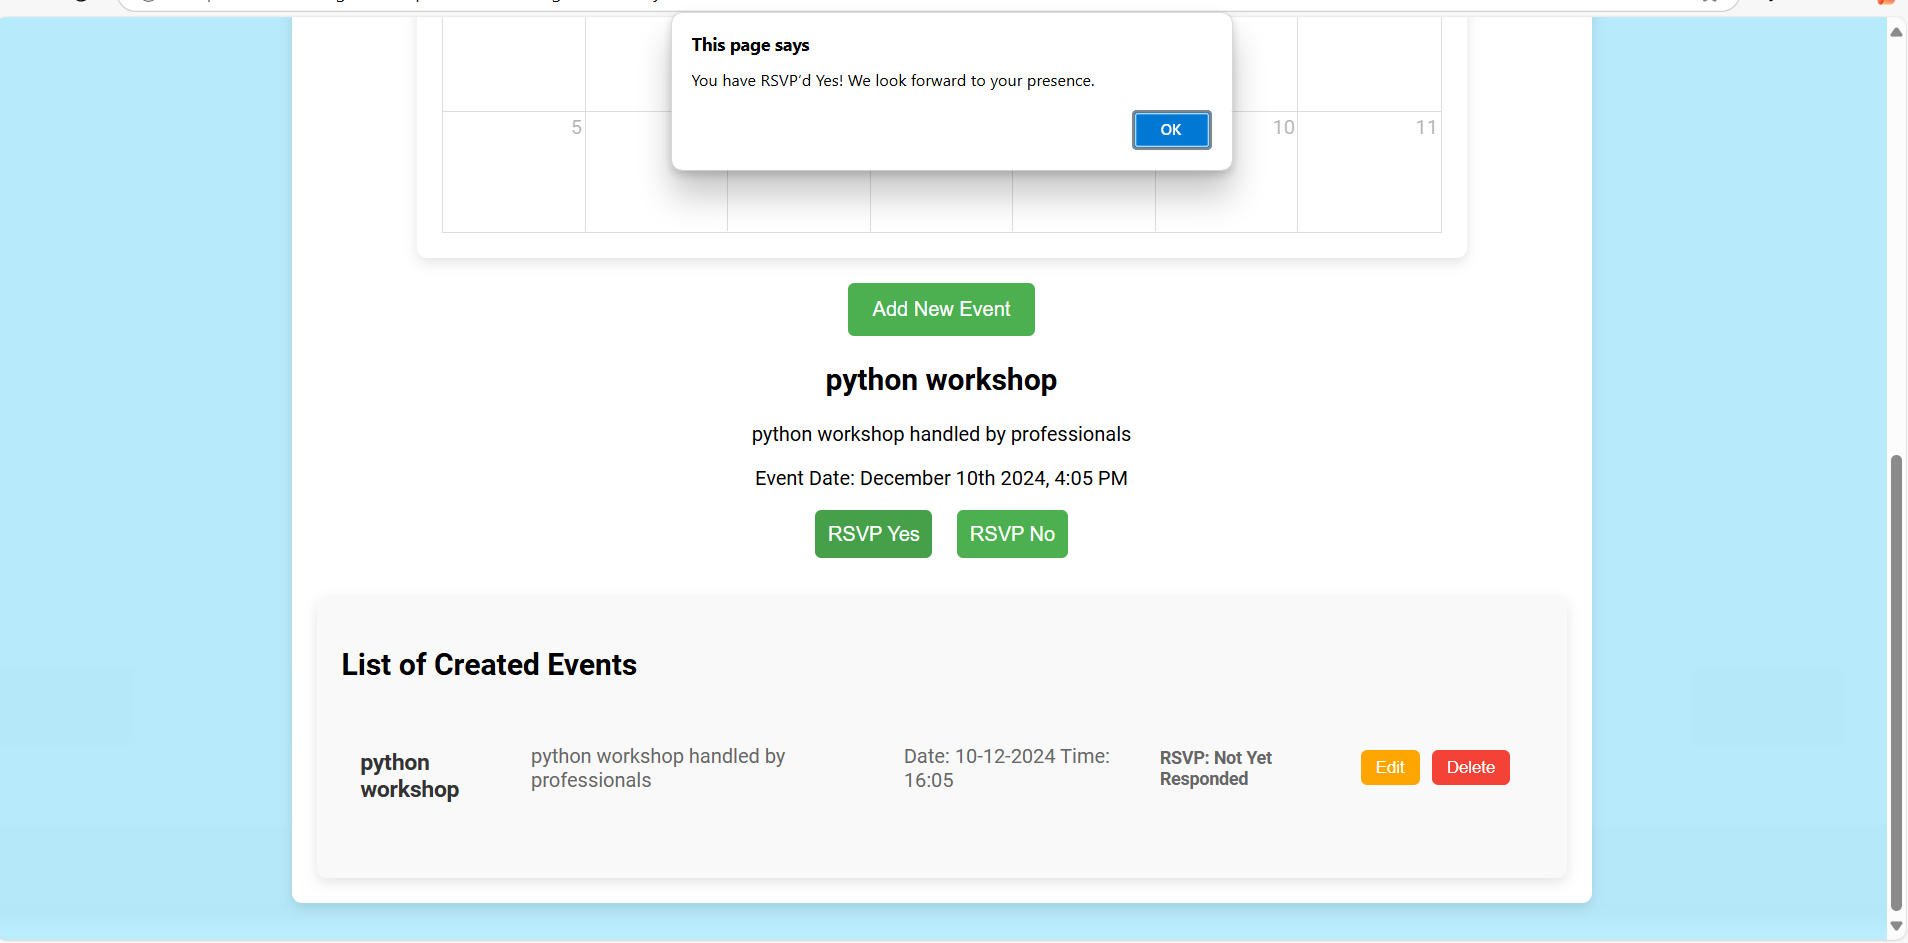 This page says
You have RSVP'd Yes! We look forward to your presence.
OK
5
10
11
Add New Event
python workshop
python workshop handled by professionals
Event Date: December 10th 2024, 4:05 PM
RSVP Yes
RSVP No
List of Created Events
python
workshop
python workshop handled by
professionals
Date: 10-12-2024 Time:
16:05
RSVP: Not Yet
Responded
Edit
Delete